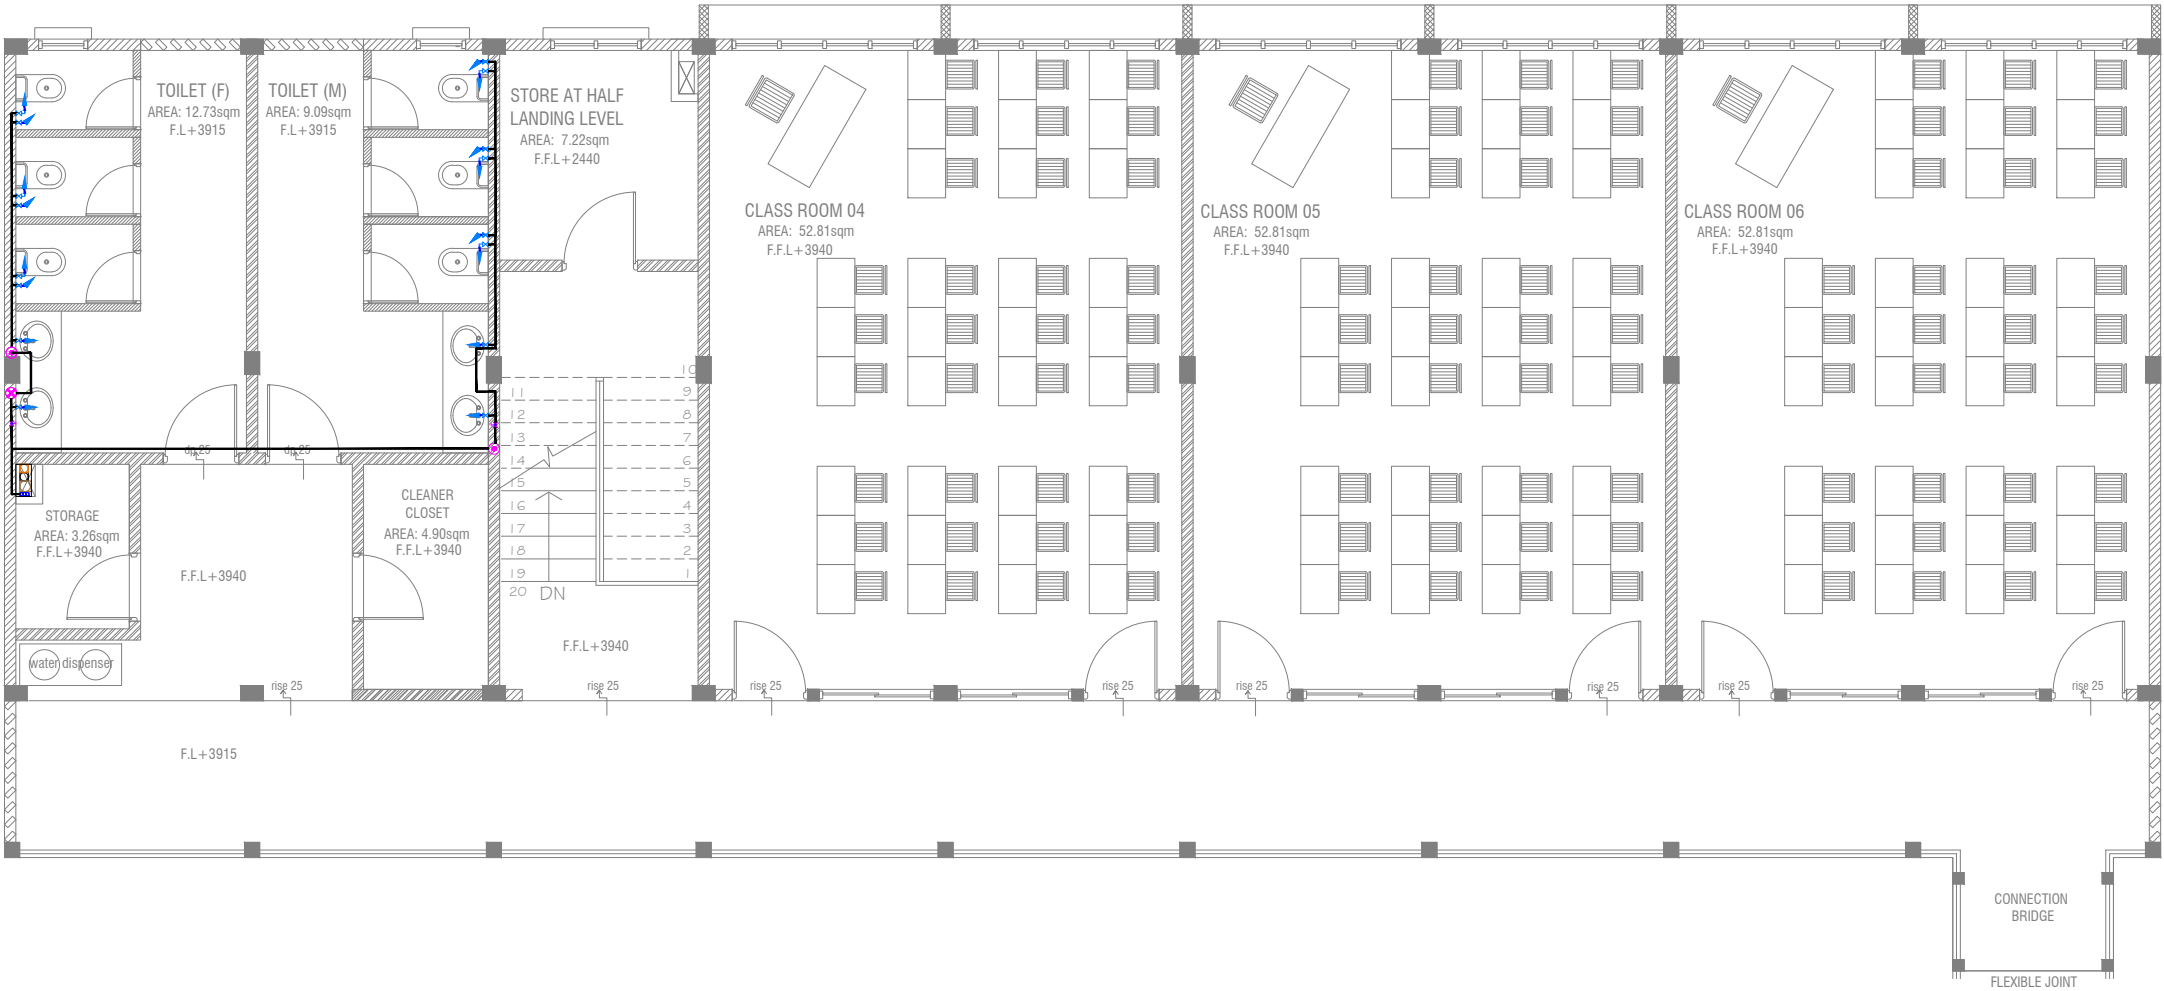 TOILET (F)
AREA: 12.73sqm
F.L+3915
TOILET (M)
AREA: 9.09sqm
F.L+3915
STORE AT HALF
LANDING LEVEL
AREA: 7.22sqm
F.F.L+2440
CLASS ROOM 04
AREA: 52.81sqm
F.F.L+3940
CLASS ROOM 05
AREA: 52.81sqm
F.F.L+3940
CLASS ROOM 06
AREA: 52.81sqm
F.F.L+3940
10
11
9
12
8
13
7
14
6
15
5
16
4
17
3
18
2
19
1
20
DN
dp 25
dp 25
STORAGE
AREA: 3.26sqm
F.F.L+3940
CLEANER
CLOSET
AREA: 4.90sqm
F.F.L+3940
F.F.L+3940
F.F.L+3940
water dispenser
rise 25
rise 25
rise 25
rise 25
rise 25
rise 25
rise 25
rise 25
F.L+3915
CONNECTION
BRIDGE
FLEXIBLE JOINT